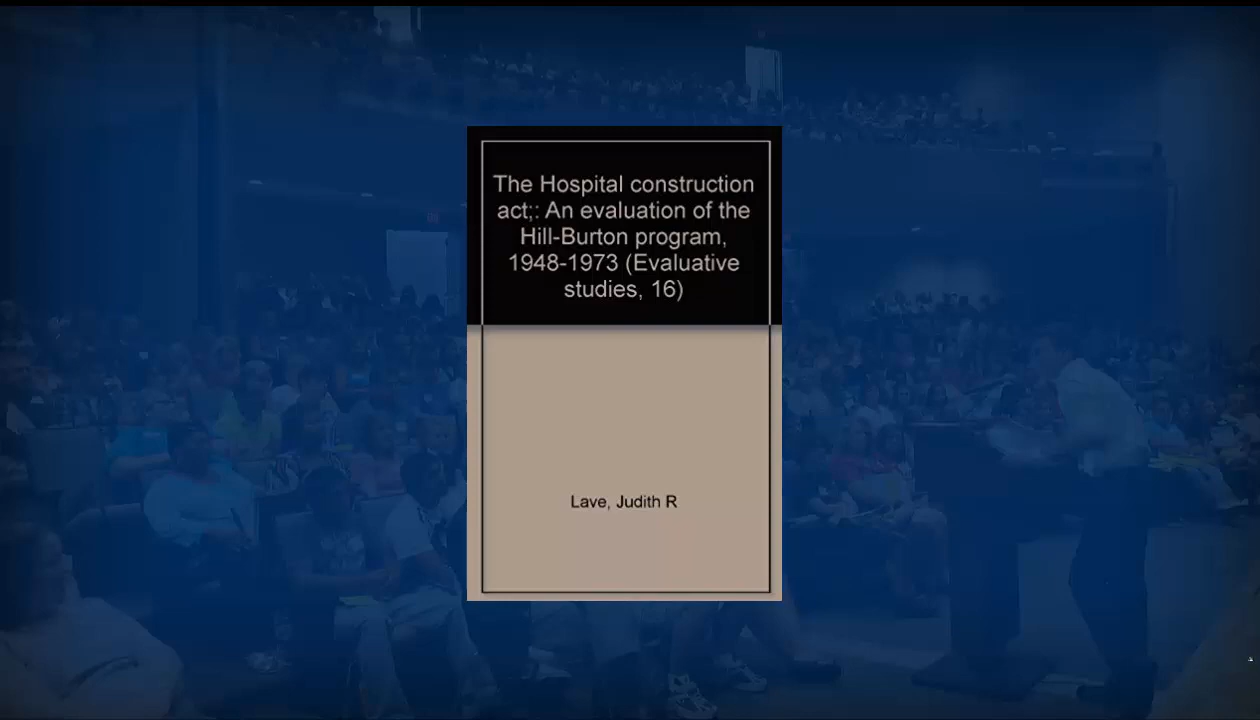 The Hospital construction
act;: An evaluation of the
Hill-Burton program,
1948-1973 (Evaluative
studies, 16)
Lave, Judith R